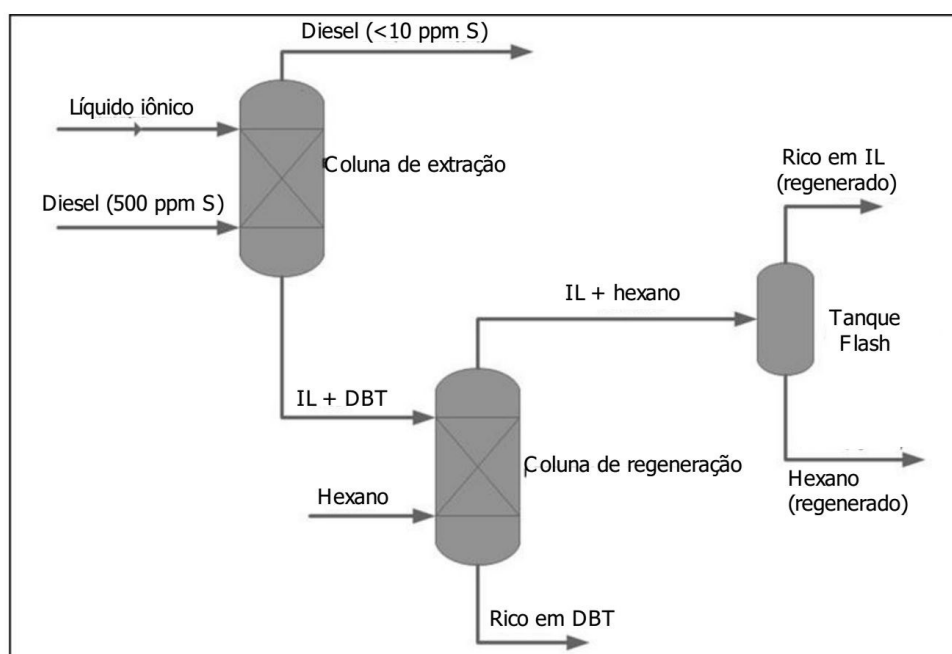 Diesel (<10 ppm S)
Líquido iônico
Coluna de extração
Diesel (500 ppm S)
Rico em IL
(regenerado)
IL + hexano
Tanque
Flash
IL + DBT
Coluna de regeneração
Hexano
Hexano
(regenerado)
Rico em DBT